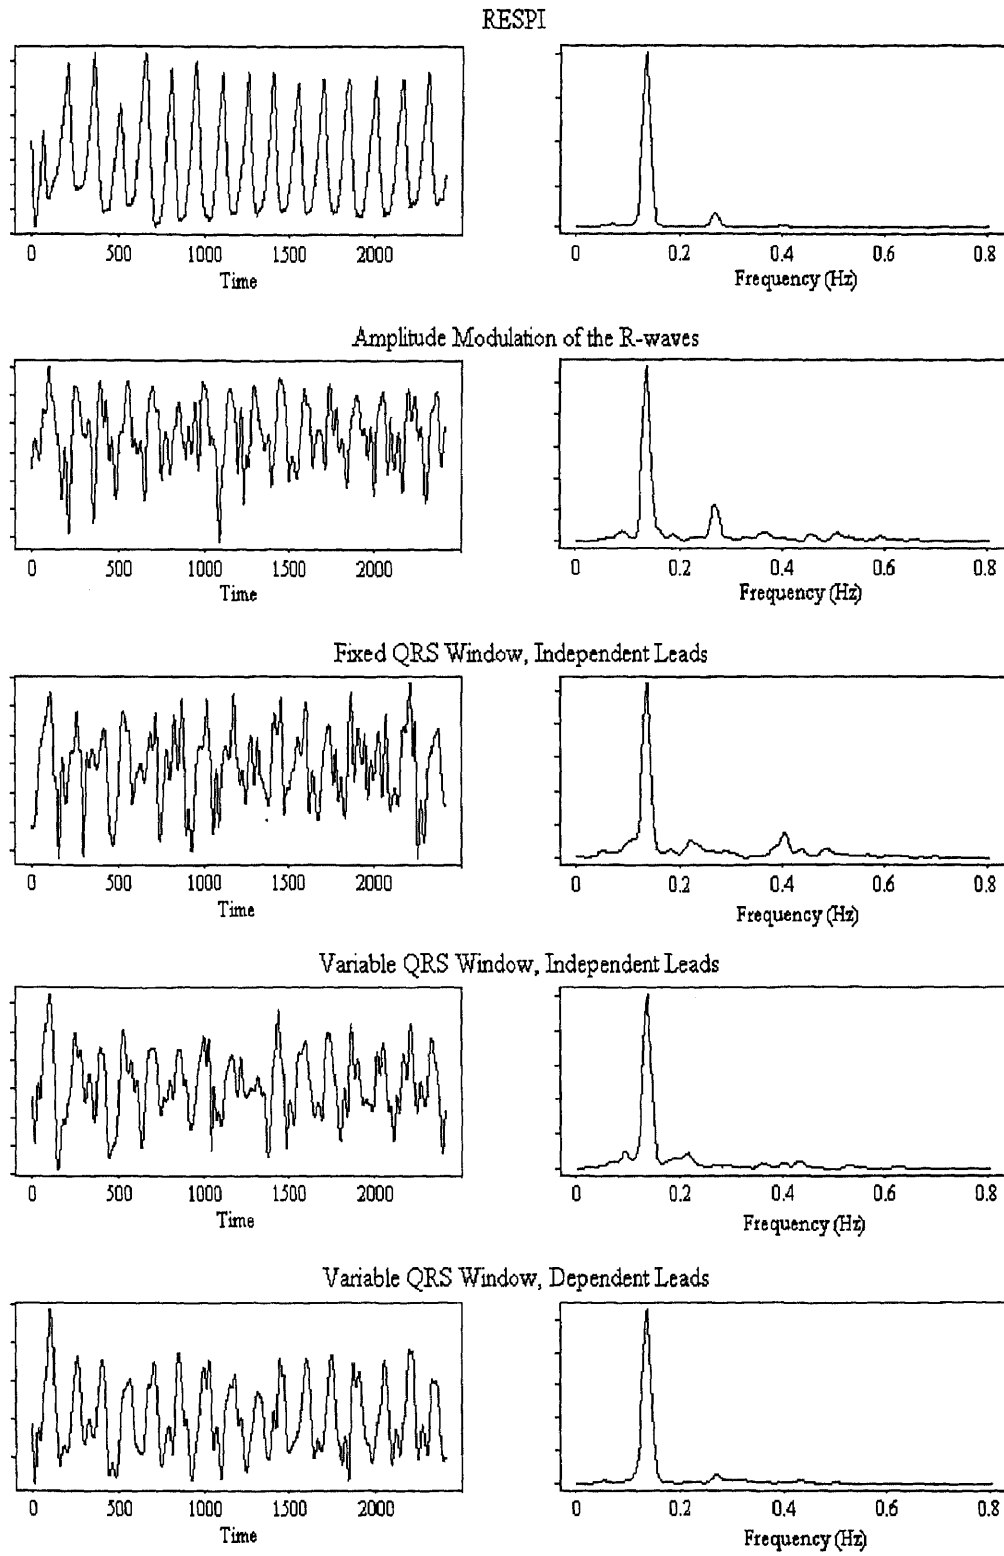 RESPI
0 500 1000 1500 2000
Time
0 0.2 0.4 0.6 0.8
Frequency (Hz)
Amplitude Modulation of the R-waves
0 500 1000 1500 2000
Time
0 0.2 0.4 0.6 0.8
Frequency (Hz)
Fixed QRS Window, Independent Leads
0 500 1000 1500 2000
Time
0 0.2 0.4 0.6 0.8
Frequency (Hz)
Variable QRS Window, Independent Leads
0 500 1000 1500 2000
Time
0 0.2 0.4 0.6 0.8
Frequency (Hz)
Variable QRS Window, Dependent Leads
0 500 1000 1500 2000
Time
0 0.2 0.4 0.6 0.8
Frequency (Hz)